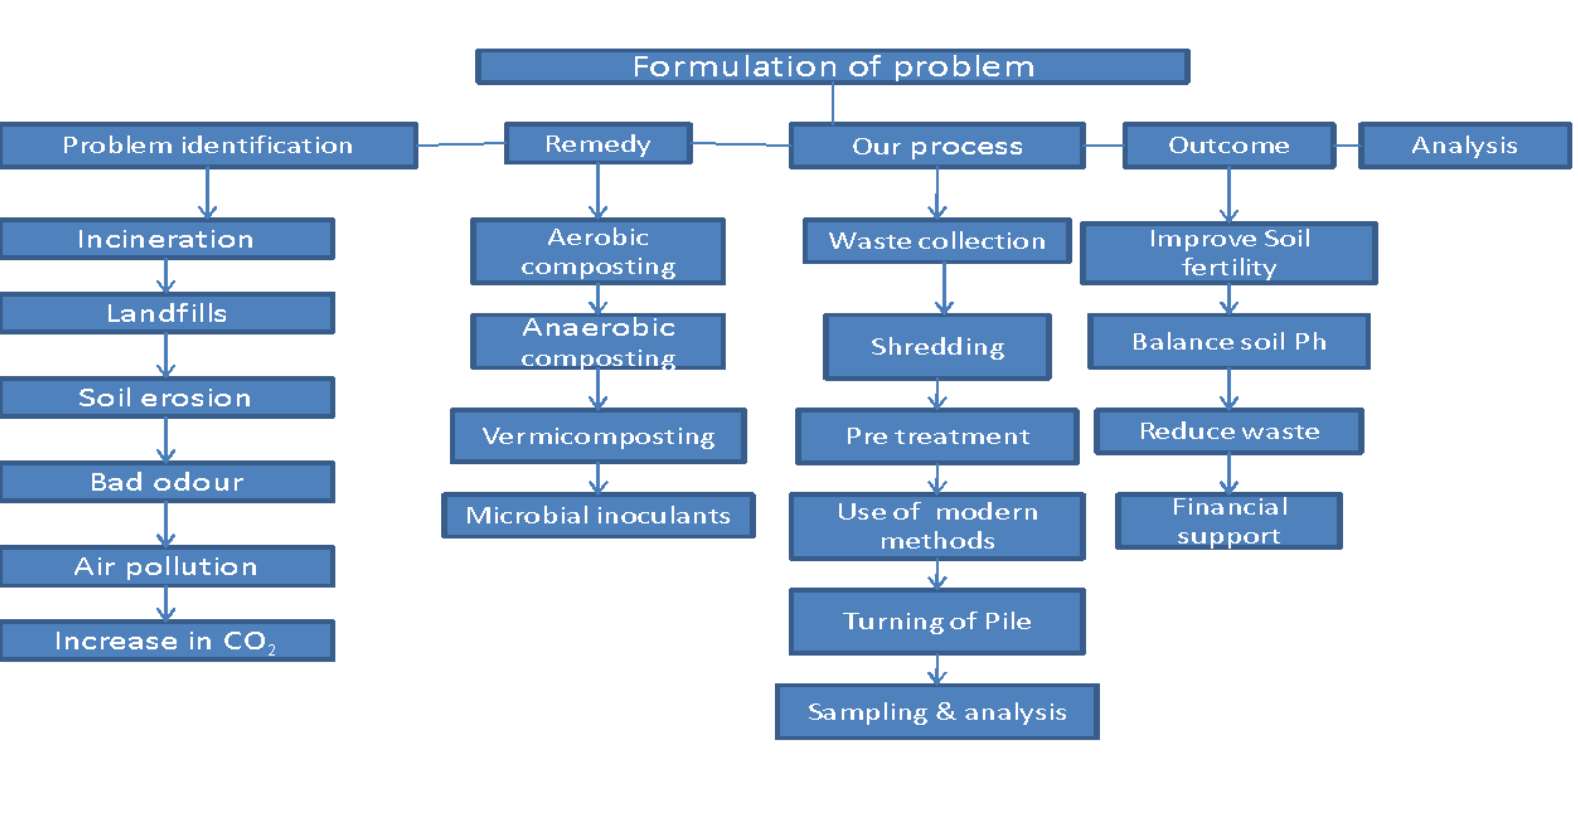 Formulation of problem
Problem identification
Remedy
Our process
Outcome
Analysis
Incineration
Landfills
Soil erosion
Bad odour
Air pollution
Increase in CO₂
Aerobic
composting
Anaerobic
composting
Vermicomposting
Microbial inoculants
Waste collection
Shredding
Pre treatment
Use of modern
methods
Turning of Pile
Sampling & analysis
Improve Soil
fertility
Balance soil Ph
Reduce waste
Financial
support